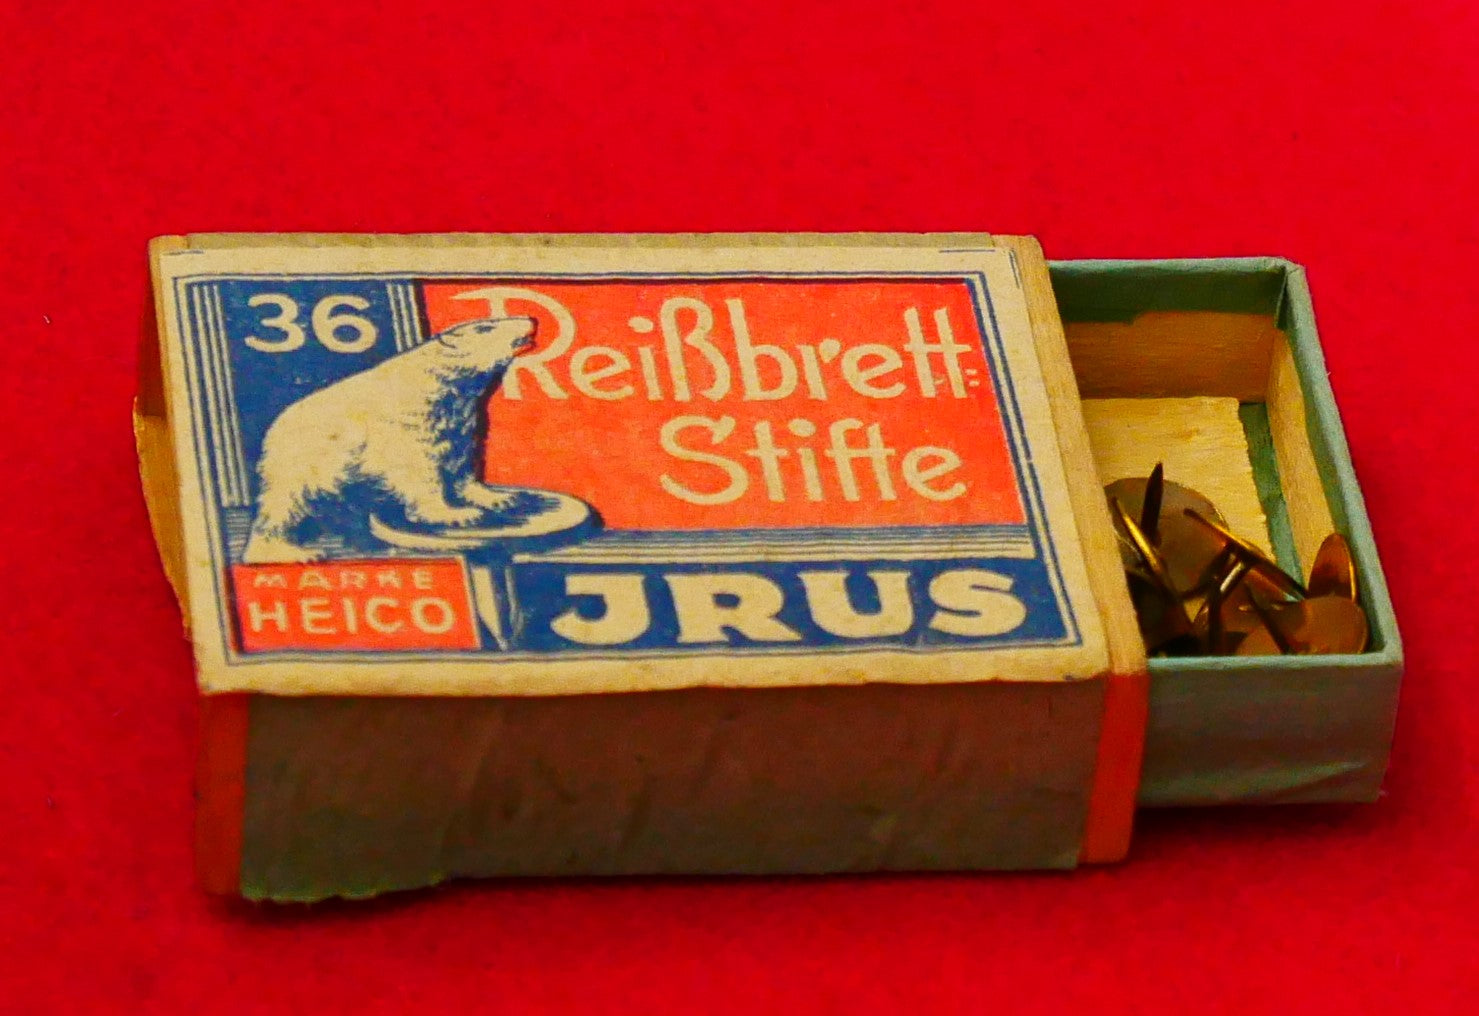 36
Reißbrett-
Stifte
MARKE
HEICO
JRUS